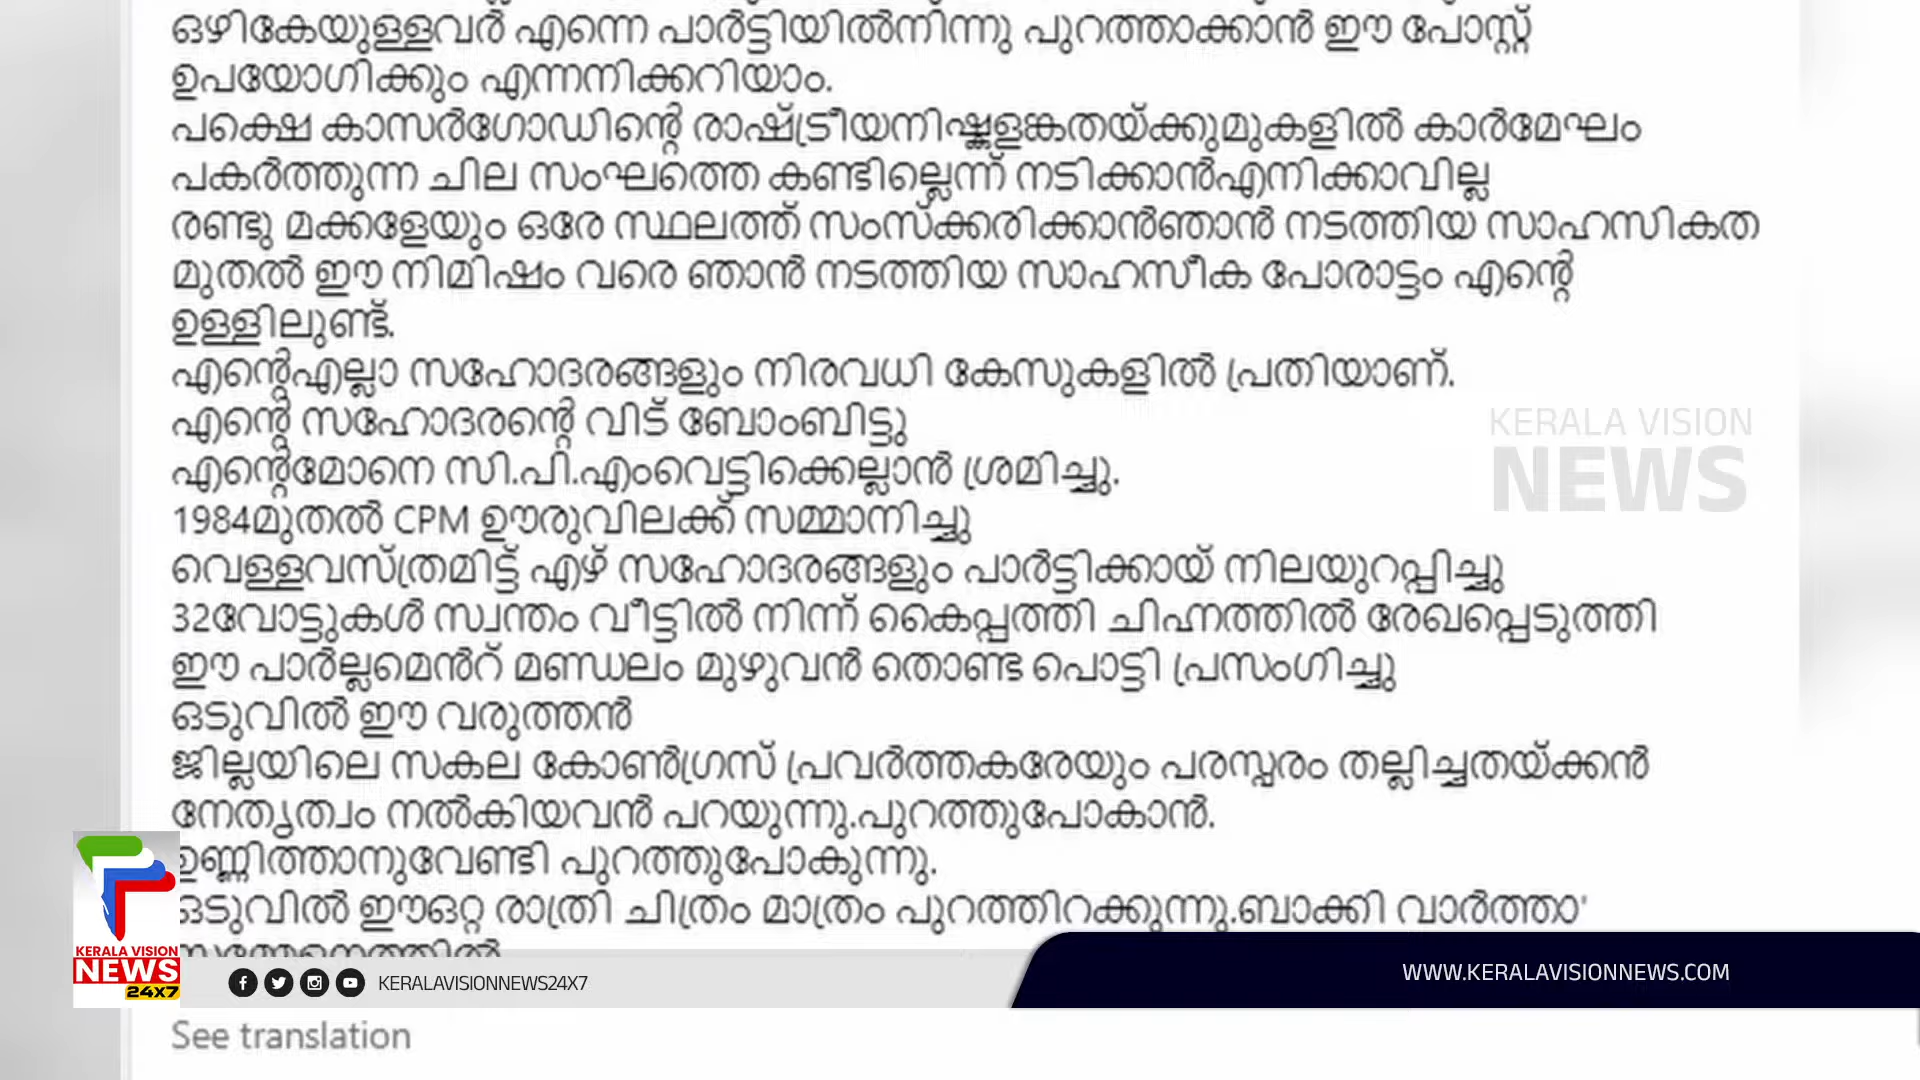 ഒഴികേയുള്ളവർ എന്നെ പാർട്ടിയിൽനിന്നു പുറത്താക്കാൻ ഈ പോസ്റ്റ്
ഉപയോഗിക്കും എന്നനിക്കറിയാം.
പക്ഷെ കാസർഗോഡിന്റെ രാഷ്ട്രീയനിഷ്കളങ്കതയ്ക്കുമുകളിൽ കാർമേഘം
പകർത്തുന്ന ചില സംഘത്തെ കണ്ടില്ലെന്ന് നടിക്കാൻഎനിക്കാവില്ല
രണ്ടു മക്കളേയും ഒരേ സ്ഥലത്ത് സംസ്ക്കരിക്കാൻഞാൻ നടത്തിയ സാഹസികത
മുതൽ ഈ നിമിഷം വരെ ഞാൻ നടത്തിയ സാഹസീക പോരാട്ടം എന്റെ
ഉള്ളിലുണ്ട്.
എന്റെഎല്ലാ സഹോദരങ്ങളും നിരവധി കേസുകളിൽ പ്രതിയാണ്.
എന്റെ സഹോദരന്റെ വിട് ബോംബിട്ടു
എന്റെമോനെ സി.പി.എംവെട്ടിക്കെല്ലാൻ ശ്രമിച്ചു.
1984മുതൽ CPM ഊരുവിലക്ക് സമ്മാനിച്ചു
വെള്ളവസ്ത്രമിട്ട് എഴ് സഹോദരങ്ങളും പാർട്ടിക്കായ് നിലയുറപ്പിച്ചു
32വോട്ടുകൾ സ്വന്തം വീട്ടിൽ നിന്ന് കൈപ്പത്തി ചിഹ്നത്തിൽ രേഖപ്പെടുത്തി
ഈ പാർല്ലമെൻറ് മണ്ഡലം മുഴുവൻ തൊണ്ട പൊട്ടി പ്രസംഗിച്ചു
ഒടുവിൽ ഈ വരുത്തൻ
ജില്ലയിലെ സകല കോൺഗ്രസ് പ്രവർത്തകരേയും പരസ്പരം തല്ലിച്ചതയ്ക്കൻ
നേതൃത്വം നൽകിയവൻ പറയുന്നു.പുറത്തുപോകാൻ.
ഉണ്ണിത്താനുവേണ്ടി പുറത്തുപോകുന്നു.
ഒടുവിൽ ഈഒറ്റ രാത്രി ചിത്രം മാത്രം പുറത്തിറക്കുന്നു.ബാക്കി വാർത്താ'
See translation
KERALA VISION
NEWS
KERALA VISION
NEWS
24X7
KERALAVISIONNEWS24X7
WWW.KERALAVISIONNEWS.COM